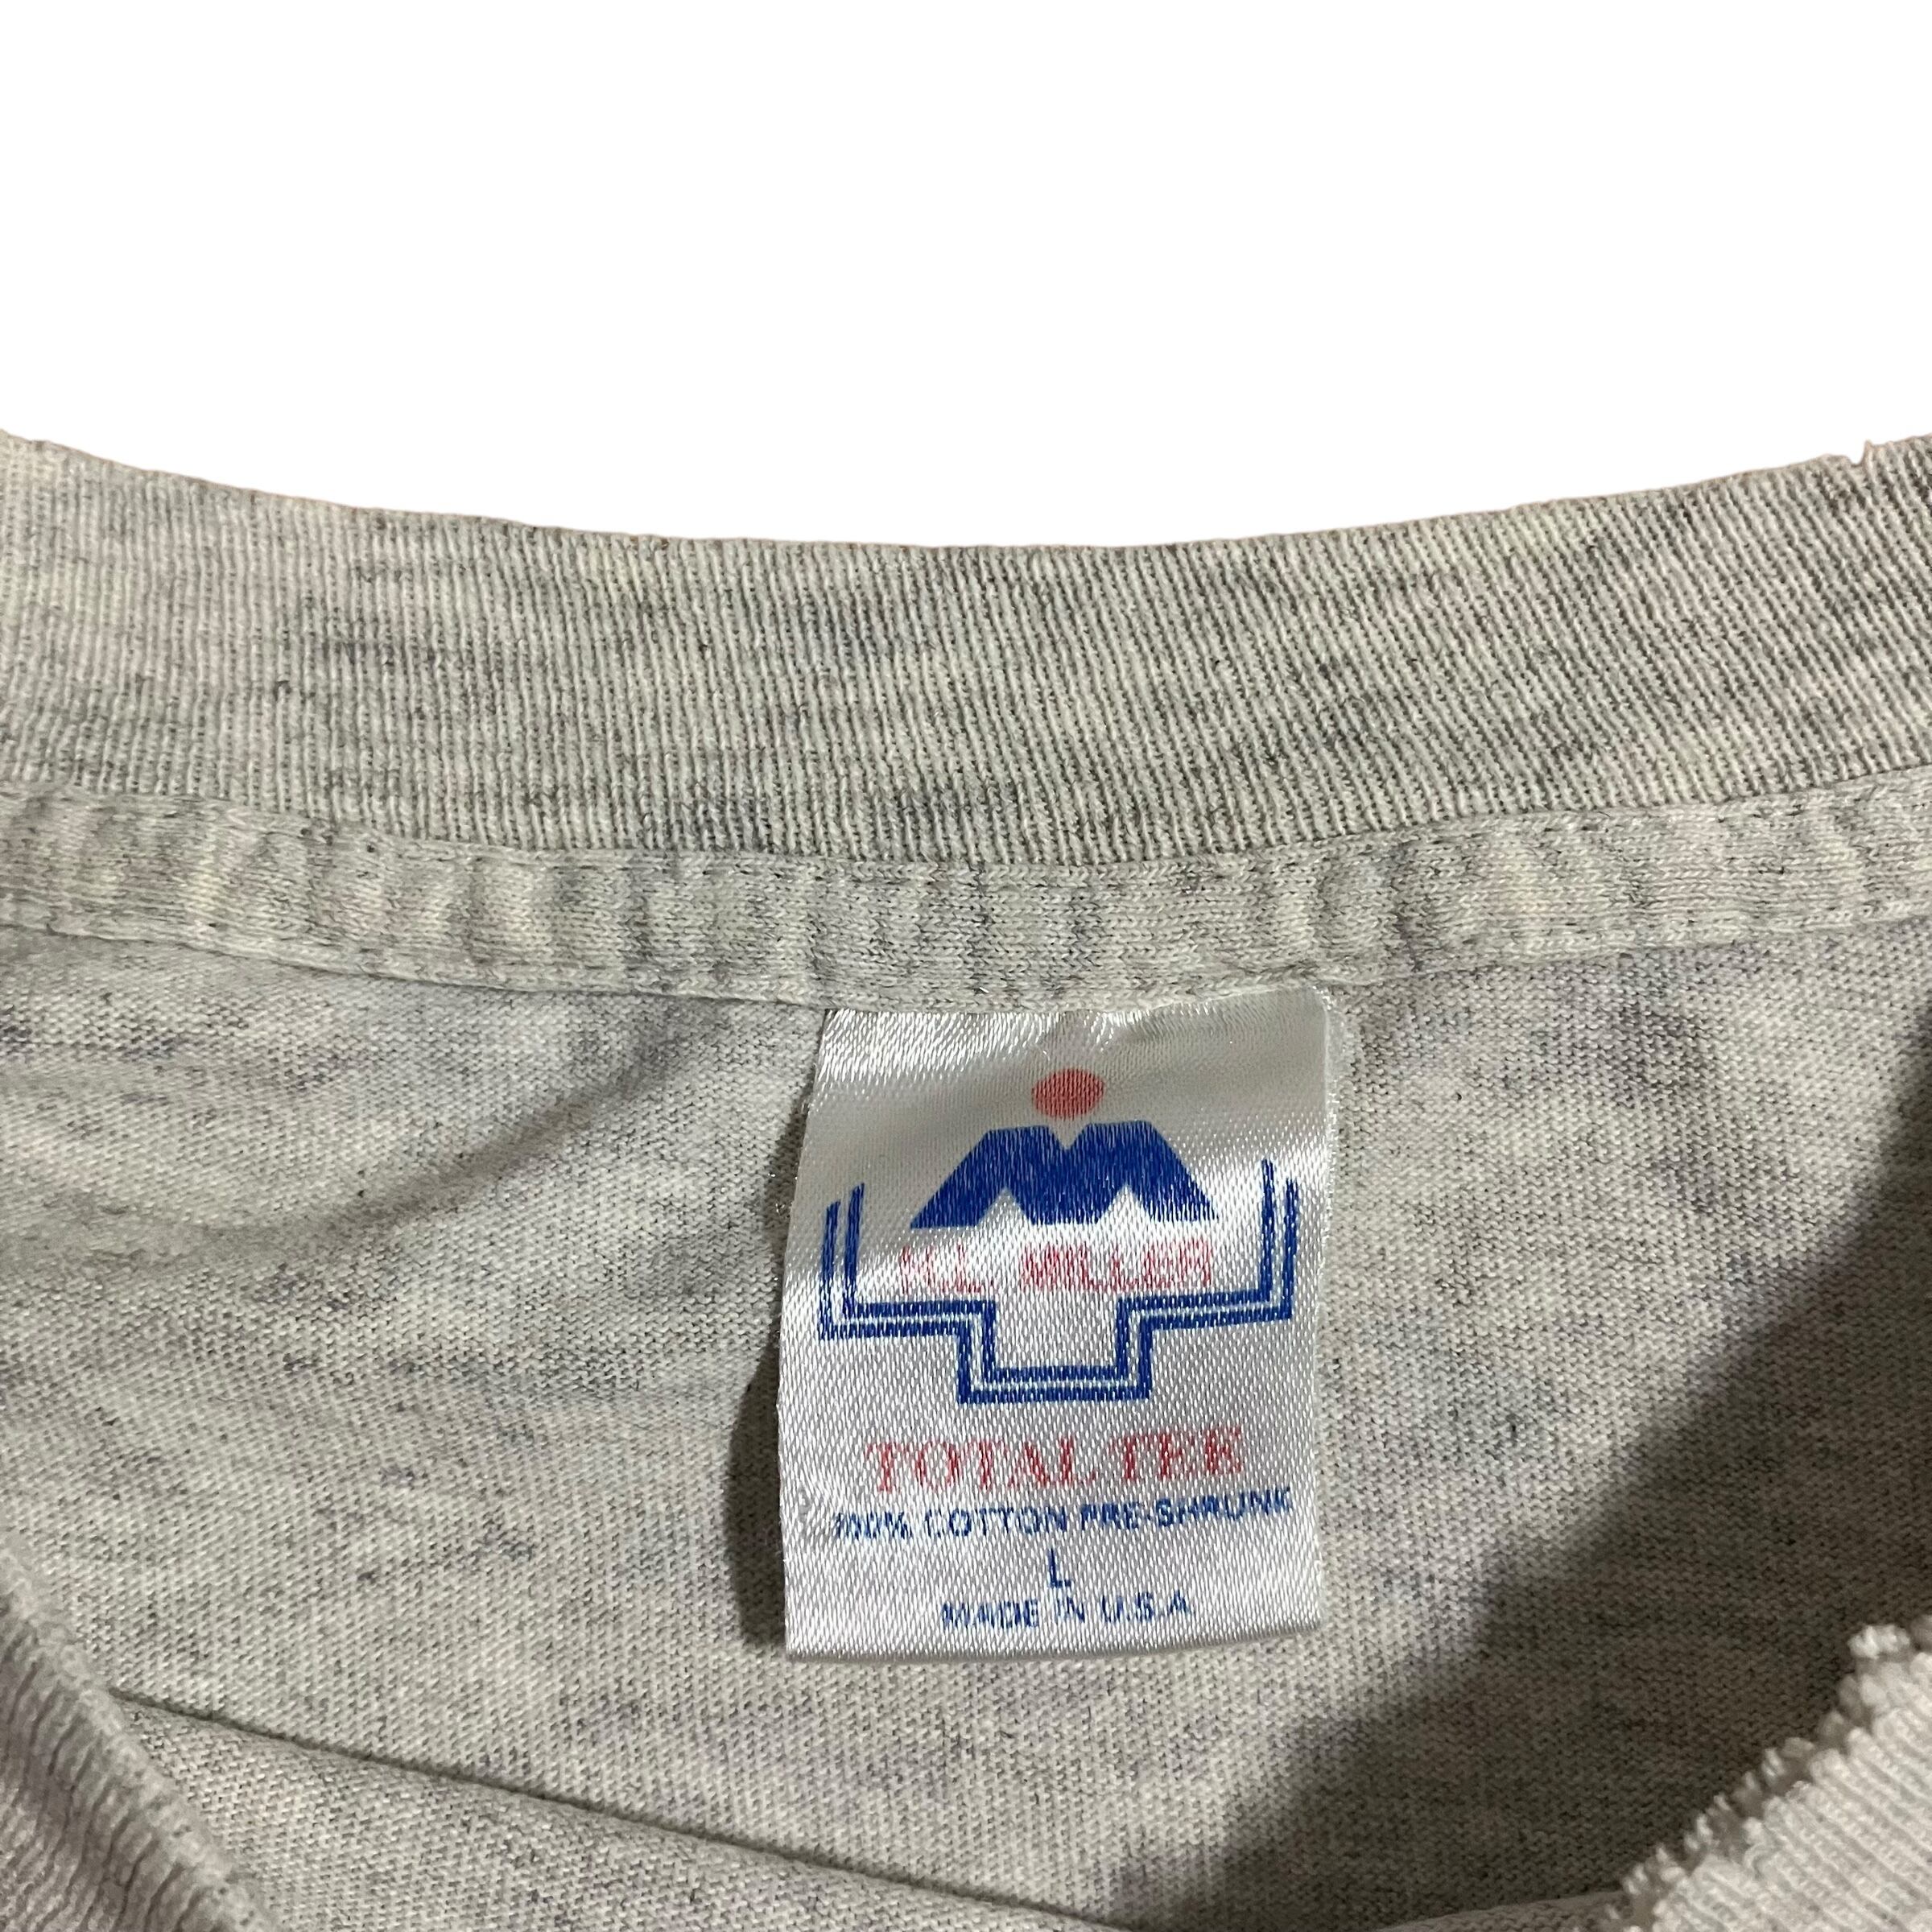 H.L. MILLER
TOTAL TEE
100% COTTON PRE-SHRUNK
L
MADE IN U.S.A